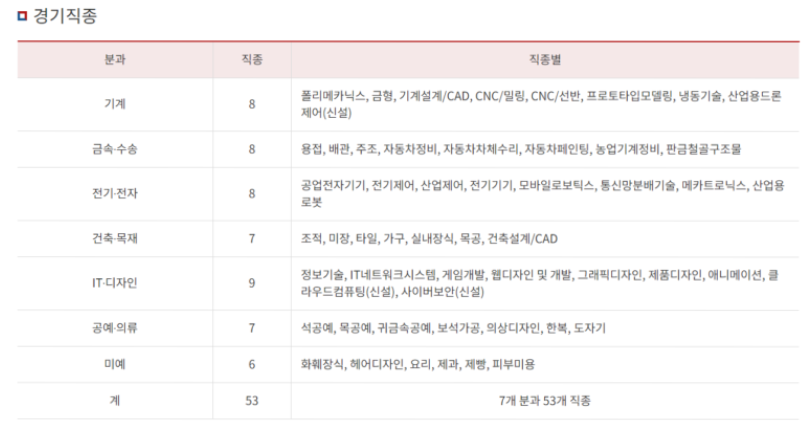 경기직종
분과 직종 직종별
기계 8 폴리메카닉스, 금형, 기계설계/CAD, CNC/밀링, CNC/선반, 프로토타입모델링, 냉동기술, 산업용드론
제어(신설)
금속·수송 8 용접, 배관, 주조, 자동차정비, 자동차차체수리, 자동차페인팅, 농업기계정비, 판금철골구조물
전기·전자 8 공업전자기기, 전기제어, 산업제어, 전기기기, 모바일로보틱스, 통신망분배기술, 메카트로닉스, 산업용
로봇
건축·목재 7 조적, 미장, 타일, 가구, 실내장식, 목공, 건축설계/CAD
IT·디자인 9 정보기술, IT네트워크시스템, 게임개발, 웹디자인 및 개발, 그래픽디자인, 제품디자인, 애니메이션, 클
라우드컴퓨팅(신설), 사이버보안(신설)
공예·의류 7 석공예, 목공예, 귀금속공예, 보석가공, 의상디자인, 한복, 도자기
미예 6 화훼장식, 헤어디자인, 요리, 제과, 제빵, 피부미용
계 53 7개 분과 53개 직종